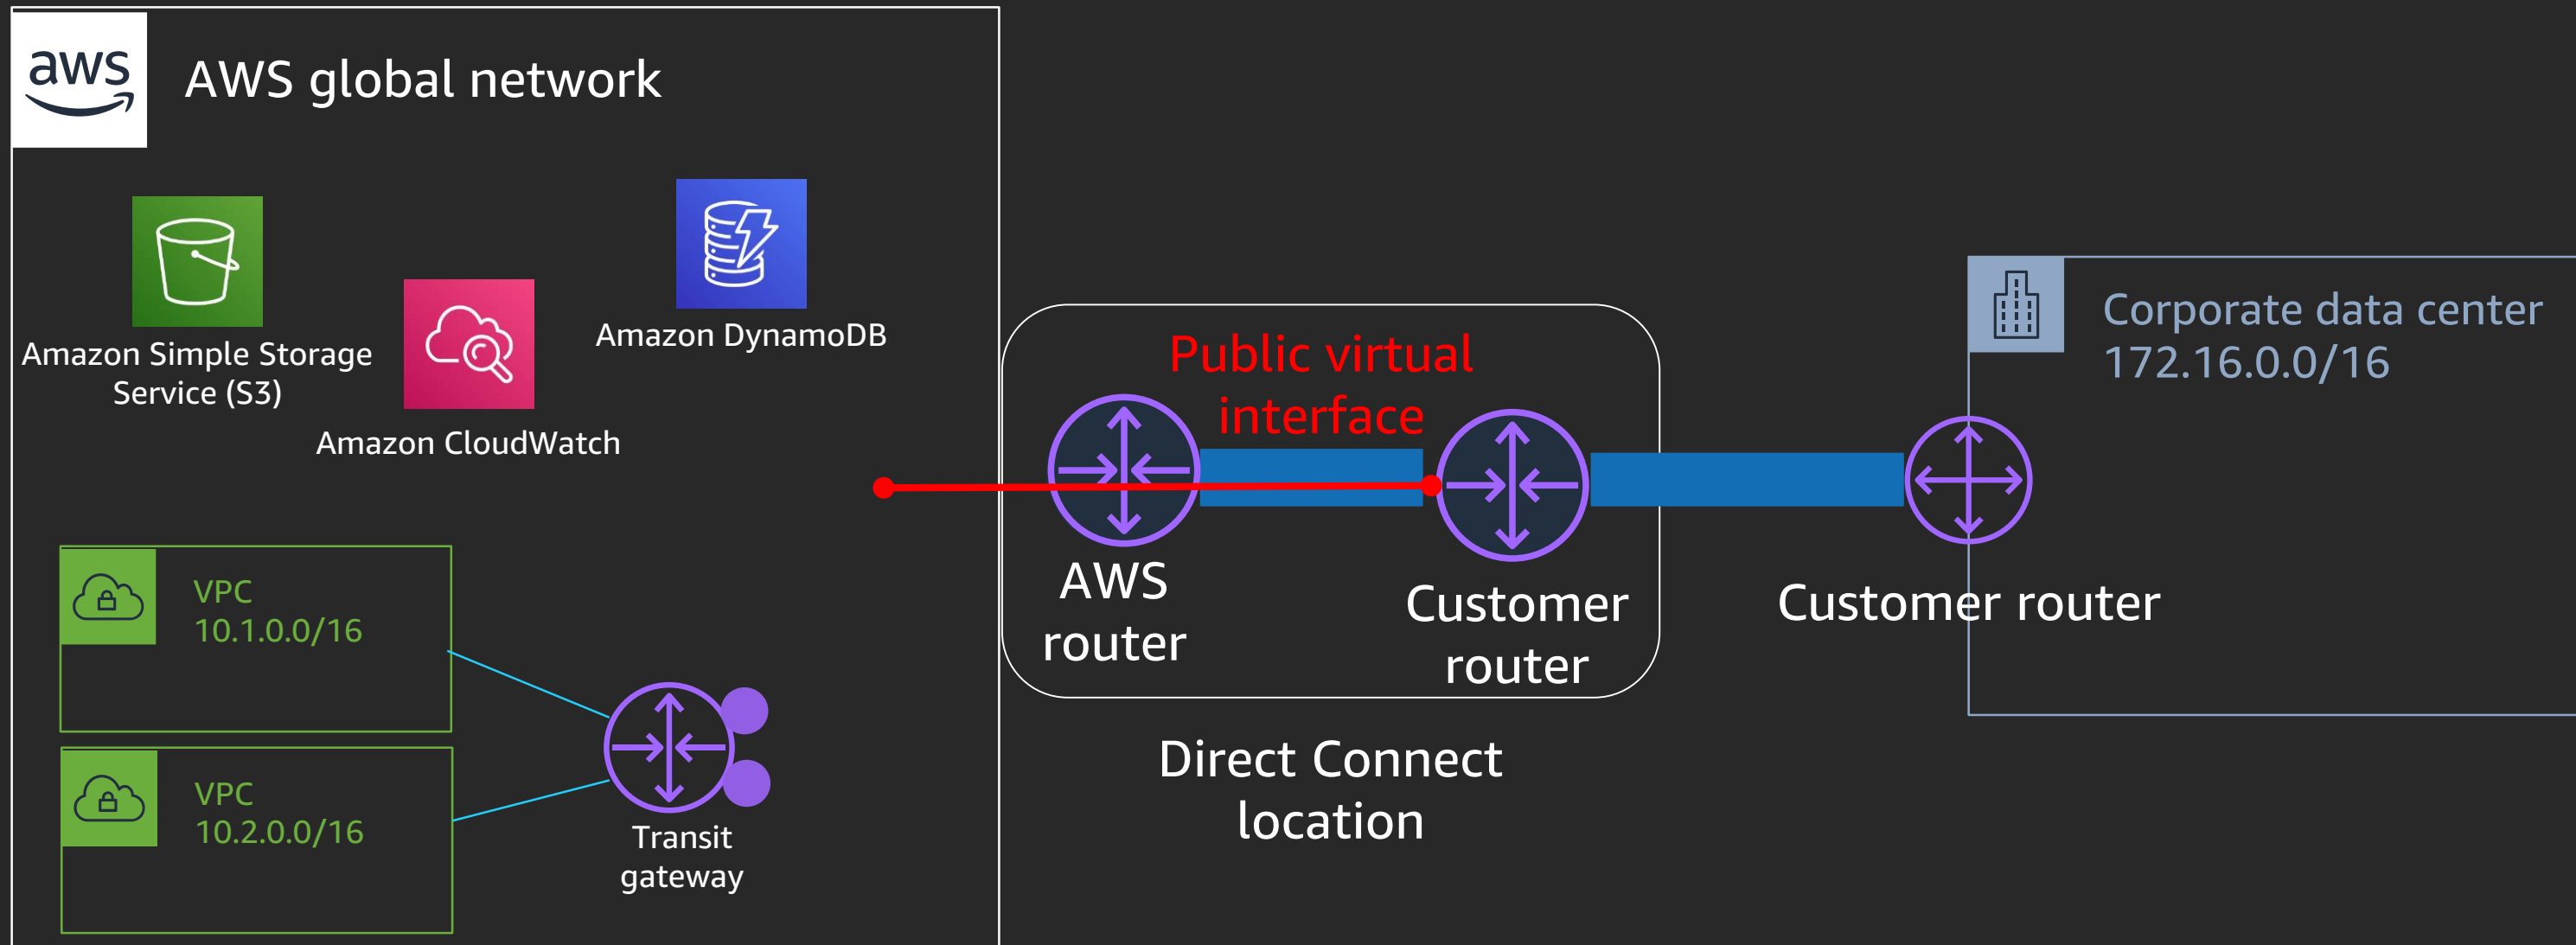 aws
AWS global network
Amazon Simple Storage
Service (S3)
Amazon CloudWatch
Amazon DynamoDB
VPC
10.1.0.0/16
VPC
10.2.0.0/16
Transit
gateway
Public virtual
interface
AWS
router
Customer
router
Direct Connect
location
Corporate data center
172.16.0.0/16
Customer router